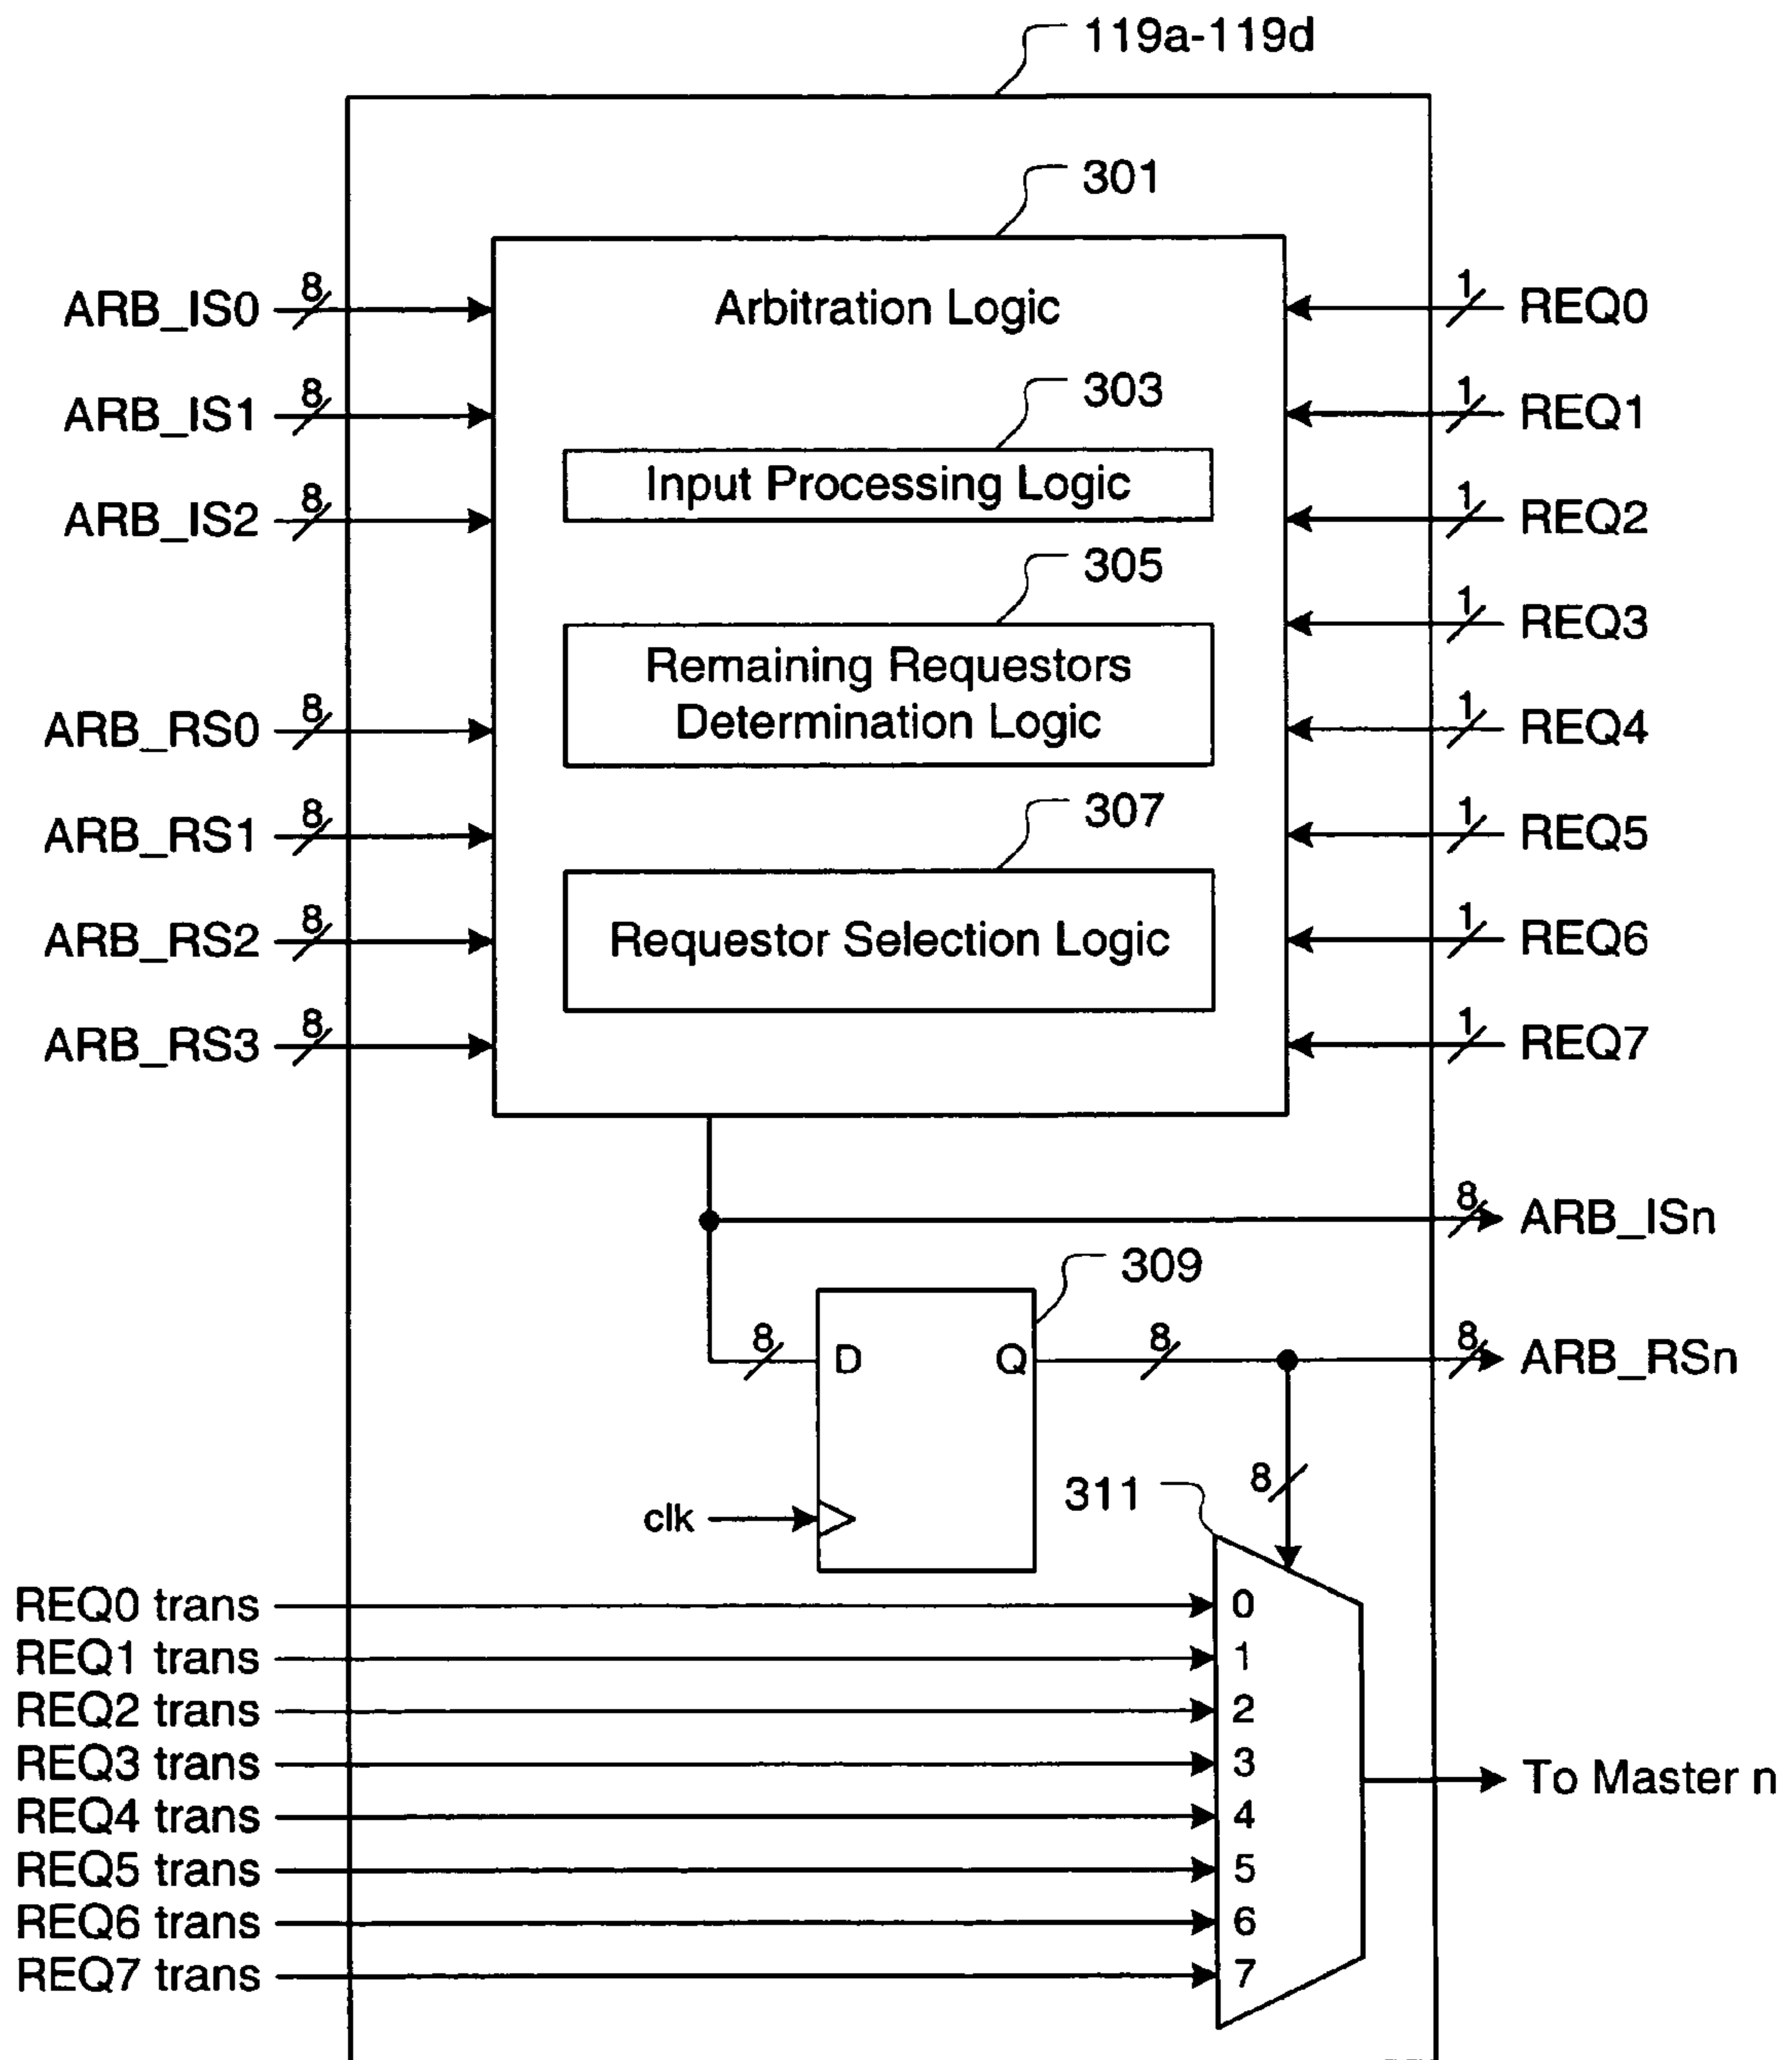 119a-119d
301
8 ARB_IS0
Arbitration Logic
1 REQ0
8 ARB_IS1
303
1 REQ1
8 ARB_IS2
Input Processing Logic
1 REQ2
305
1 REQ3
Remaining Requestors
Determination Logic
8 ARB_RS0
1 REQ4
307
8 ARB_RS1
1 REQ5
8 ARB_RS2
Requestor Selection Logic
1 REQ6
8 ARB_RS3
1 REQ7
8 ARB_ISn
309
8
D
Q
8
8 ARB_RSn
8
311
clk
REQ0 trans
0
REQ1 trans
1
REQ2 trans
2
REQ3 trans
3
To Master n
REQ4 trans
4
REQ5 trans
5
REQ6 trans
6
REQ7 trans
7